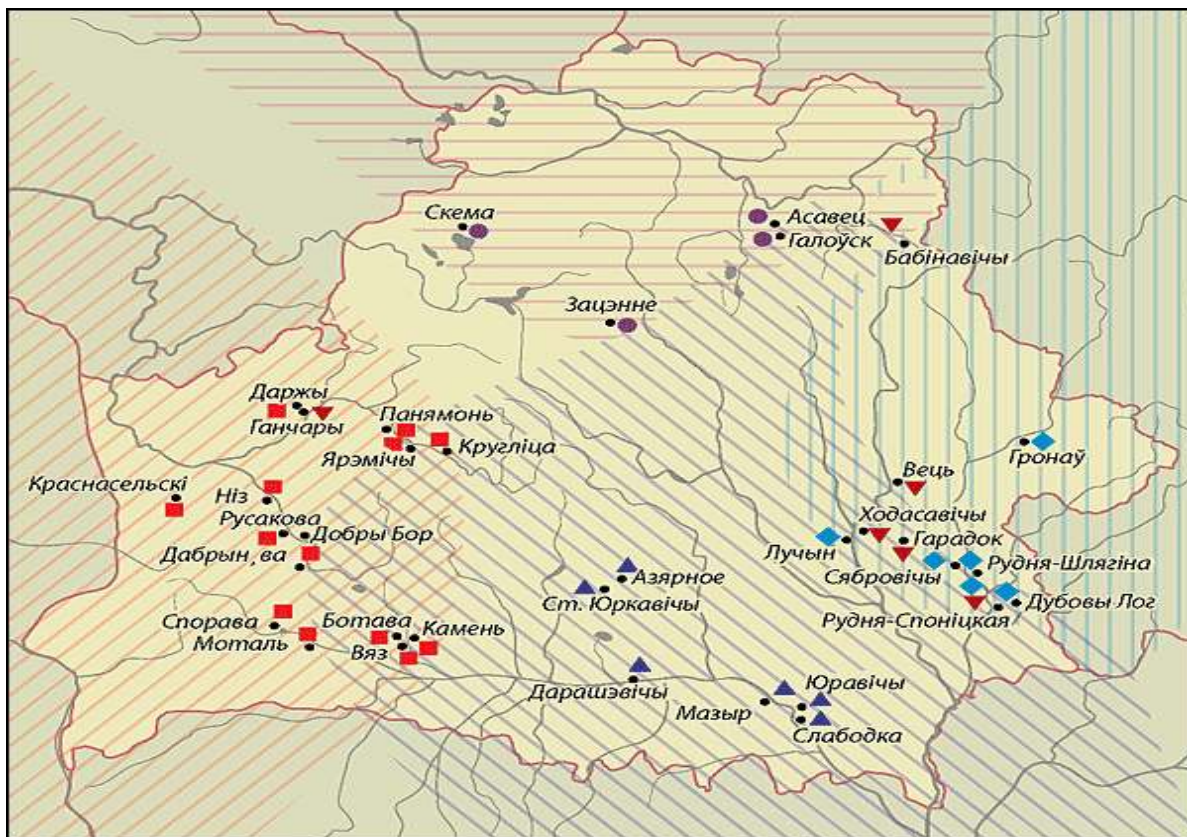 Скема
Асавец
Галоўск
Бабінавічы
Зацэнне
Даржы
Ганчары
Панямонь
Ярэмічы
Кругліца
Гронаў
Краснасельскі
Ніз
Вець
Русакова
Добры Бор
Ходасавічы
Гарадок
Лучын
Дабрын,ва
Сябровічы
Рудня-Шлягіна
Азярное
Ст. Юркавічы
Дубовы Лог
Рудня-Споніцкая
Спорава
Ботава
Камень
Моталь
Вяз
Дарашэвічы
Юравічы
Мазыр
Слабодка